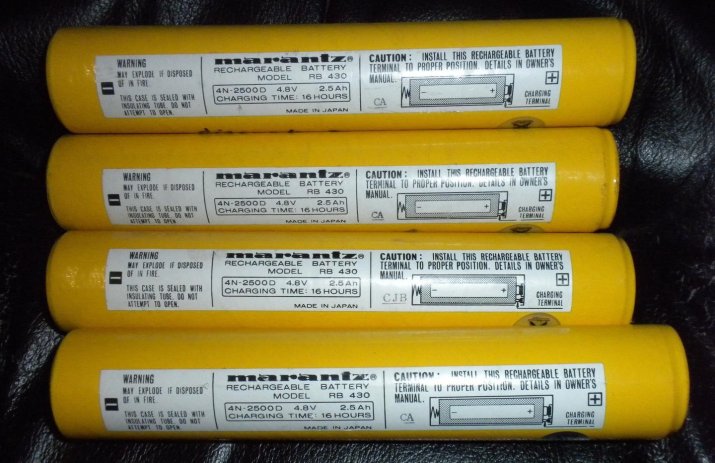 WARNING
MAY EXPLODE IF DISPOSED
OF IN FIRE
THIS CASE IS SEALED WITH
INSULATING TUBE. DO NOT
ATTEMPT TO OPEN.
marantz®
RECHARGEABLE BATTERY
MODEL RB 430
4N-2500D 4.8V 2.5Ah
CHARGING TIME: 16 HOURS
MADE IN JAPAN
CAUTION: INSTALL THIS RECHARGEABLE BATTERY
TERMINAL TO PROPER POSITION. DETAILS IN OWNER'S
MANUAL.
CA
− +
+
CHARGING
TERMINAL
WARNING
MAY EXPLODE IF DISPOSED
OF IN FIRE
THIS CASE IS SEALED WITH
INSULATING TUBE. DO NOT
ATTEMPT TO OPEN.
marantz®
RECHARGEABLE BATTERY
MODEL RB 430
4N-2500D 4.8V 2.5Ah
CHARGING TIME: 16 HOURS
MADE IN JAPAN
CAUTION: INSTALL THIS RECHARGEABLE BATTERY
TERMINAL TO PROPER POSITION. DETAILS IN OWNER'S
MANUAL.
CA
− +
+
CHARGING
TERMINAL
WARNING
MAY EXPLODE IF DISPOSED
OF IN FIRE
THIS CASE IS SEALED WITH
INSULATING TUBE. DO NOT
ATTEMPT TO OPEN.
marantz®
RECHARGEABLE BATTERY
MODEL RB 430
4N-2500D 4.8V 2.5Ah
CHARGING TIME: 16 HOURS
MADE IN JAPAN
CAUTION: INSTALL THIS RECHARGEABLE BATTERY
TERMINAL TO PROPER POSITION. DETAILS IN OWNER'S
MANUAL.
CJB
− +
+
CHARGING
TERMINAL
WARNING
MAY EXPLODE IF DISPOSED
OF IN FIRE
THIS CASE IS SEALED WITH
INSULATING TUBE. DO NOT
ATTEMPT TO OPEN.
marantz®
RECHARGEABLE BATTERY
MODEL RB 430
4N-2500D 4.8V 2.5Ah
CHARGING TIME: 16 HOURS
MADE IN JAPAN
CAUTION: INSTALL THIS RECHARGEABLE BATTERY
TERMINAL TO PROPER POSITION. DETAILS IN OWNER'S
MANUAL.
CA
− +
+
CHARGING
TERMINAL